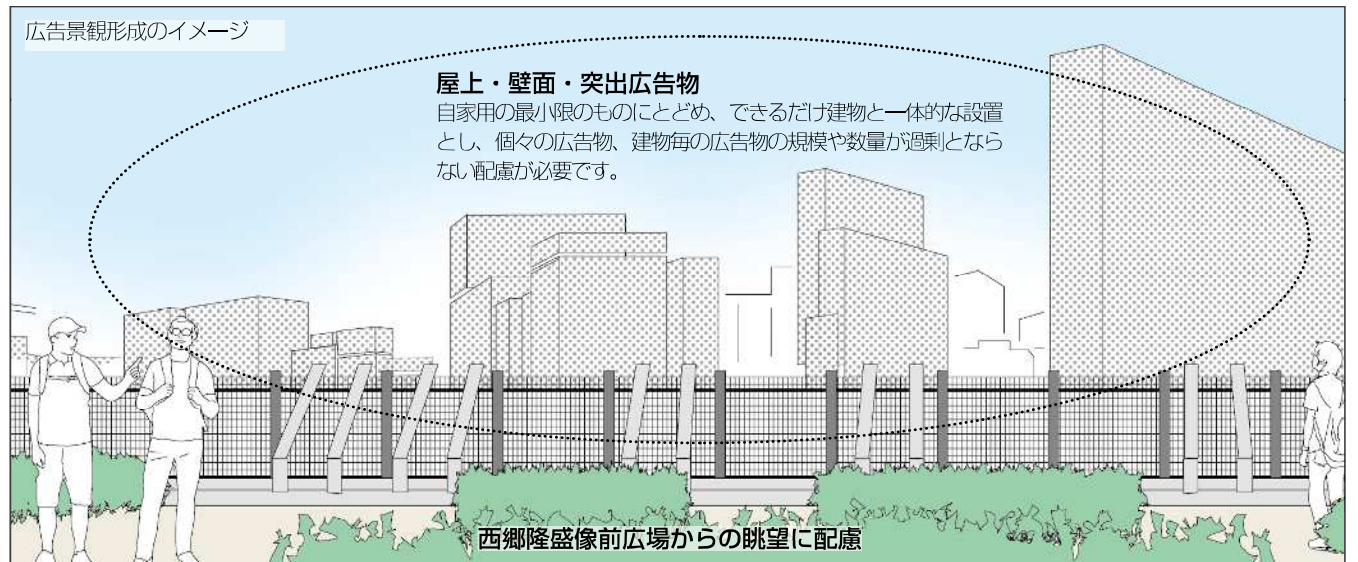 広告景観形成のイメージ
屋上・壁面・突出広告物
自家用の最小限のものにとどめ、できるだけ建物と一体的な設置
とし、個々の広告物、建物毎の広告物の規模や数量が過剰となら
ない配慮が必要です。
西郷隆盛像前広場からの眺望に配慮